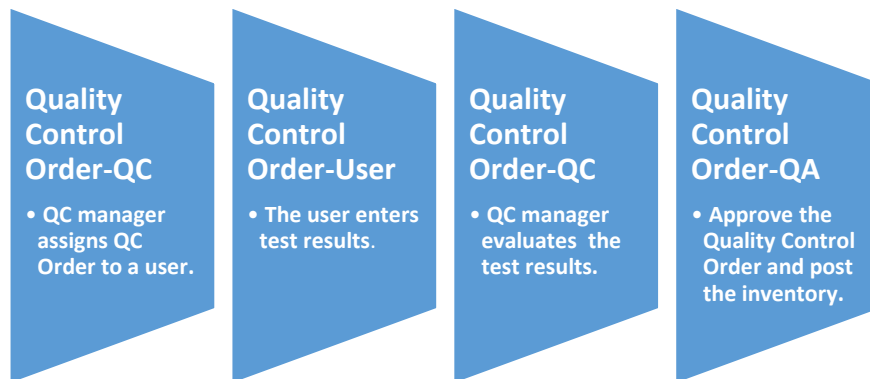 Quality
Control
Order-QC
• QC manager
assigns QC
Order to a user.
Quality
Control
Order-User
• The user enters
test results.
Quality
Control
Order-QC
• QC manager
evaluates the
test results.
Quality
Control
Order-QA
• Approve the
Quality Control
Order and post
the inventory.